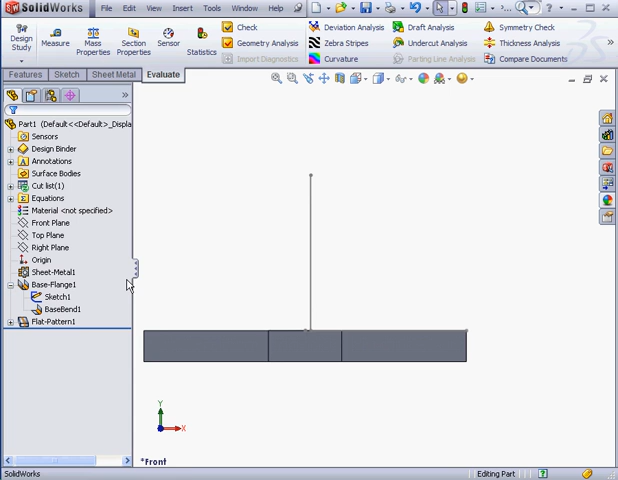 SolidWorks File Edit View Insert Tools Window Help
Design Study
Measure
Mass Properties
Section Properties
Sensor
Statistics
Check
Geometry Analysis
Import Diagnostics
Deviation Analysis
Zebra Stripes
Curvature
Draft Analysis
Undercut Analysis
Parting Line Analysis
Symmetry Check
Thickness Analysis
Compare Documents
Features Sketch Sheet Metal Evaluate
Part1 (Default<<Default>_Displa
Sensors
Design Binder
Annotations
Surface Bodies
Cut list(1)
Equations
Material <not specified>
Front Plane
Top Plane
Right Plane
Origin
Sheet-Metal1
Base-Flange1
Sketch1
BaseBend1
Flat-Pattern1
Y
X
*Front
SolidWorks Editing Part